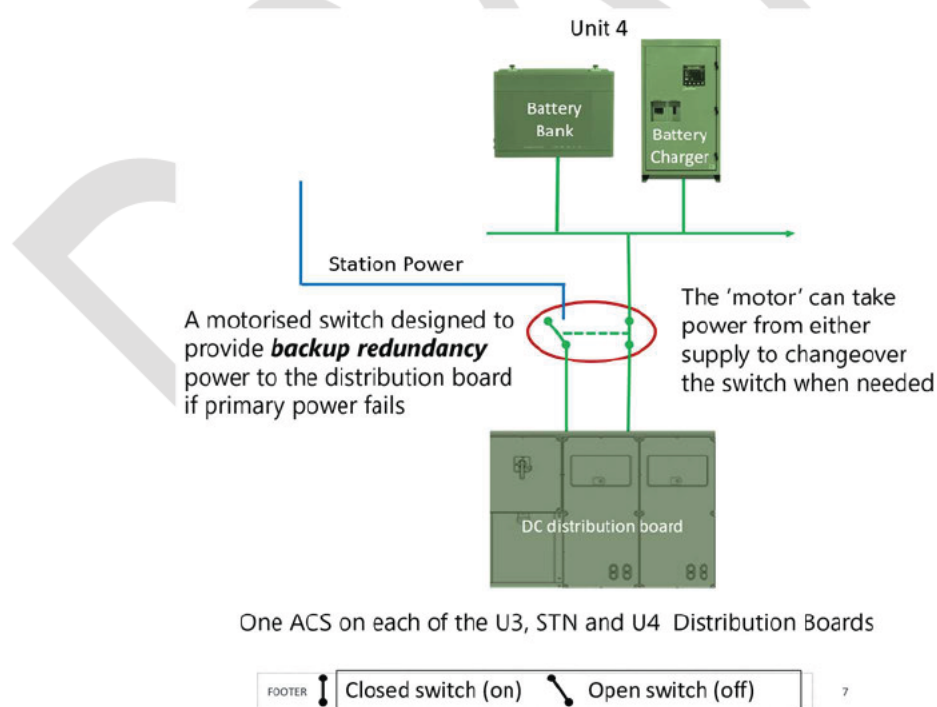 Unit 4
Battery
Bank
Battery
Charger
Station Power
A motorised switch designed to
provide backup redundancy
power to the distribution board
if primary power fails
The 'motor' can take
power from either
supply to changeover
the switch when needed
DC distribution board
One ACS on each of the U3, STN and U4 Distribution Boards
FOOTER
Closed switch (on)
Open switch (off)
7